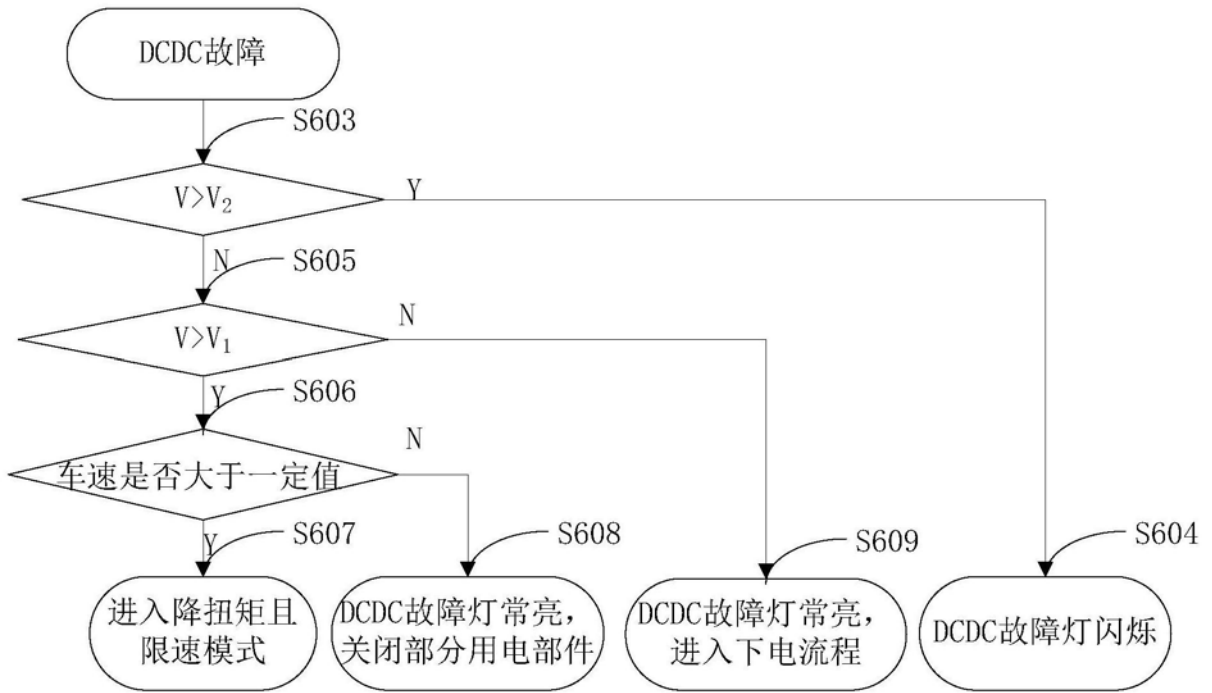 DCDC故障
S603
V>V₂
Y
N
S605
V>V₁
N
Y
S606
车速是否大于一定值
N
Y
S607
S608
S609
S604
进入降扭矩且
限速模式
DCDC故障灯常亮，
关闭部分用电部件
DCDC故障灯常亮，
进入下电流程
DCDC故障灯闪烁